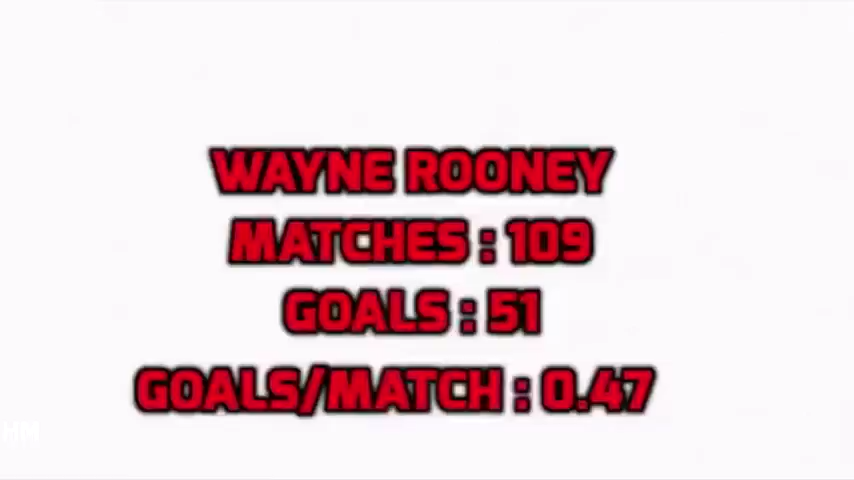 WAYNE ROONEY
MATCHES : 109
GOALS : 51
GOALS/MATCH : 0.47